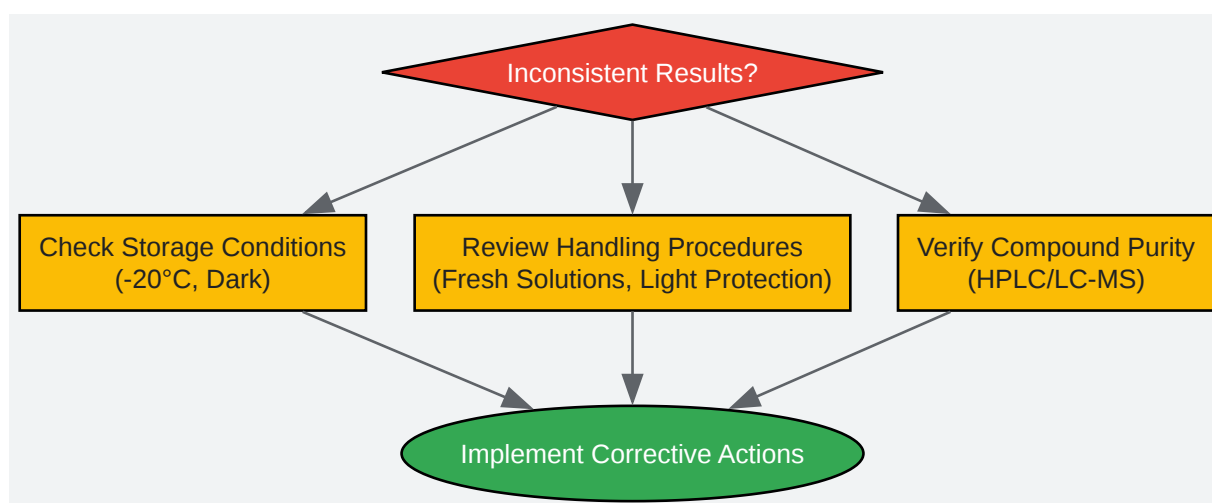 Inconsistent Results?
Check Storage Conditions
(-20°C, Dark)
Review Handling Procedures
(Fresh Solutions, Light Protection)
Verify Compound Purity
(HPLC/LC-MS)
Implement Corrective Actions